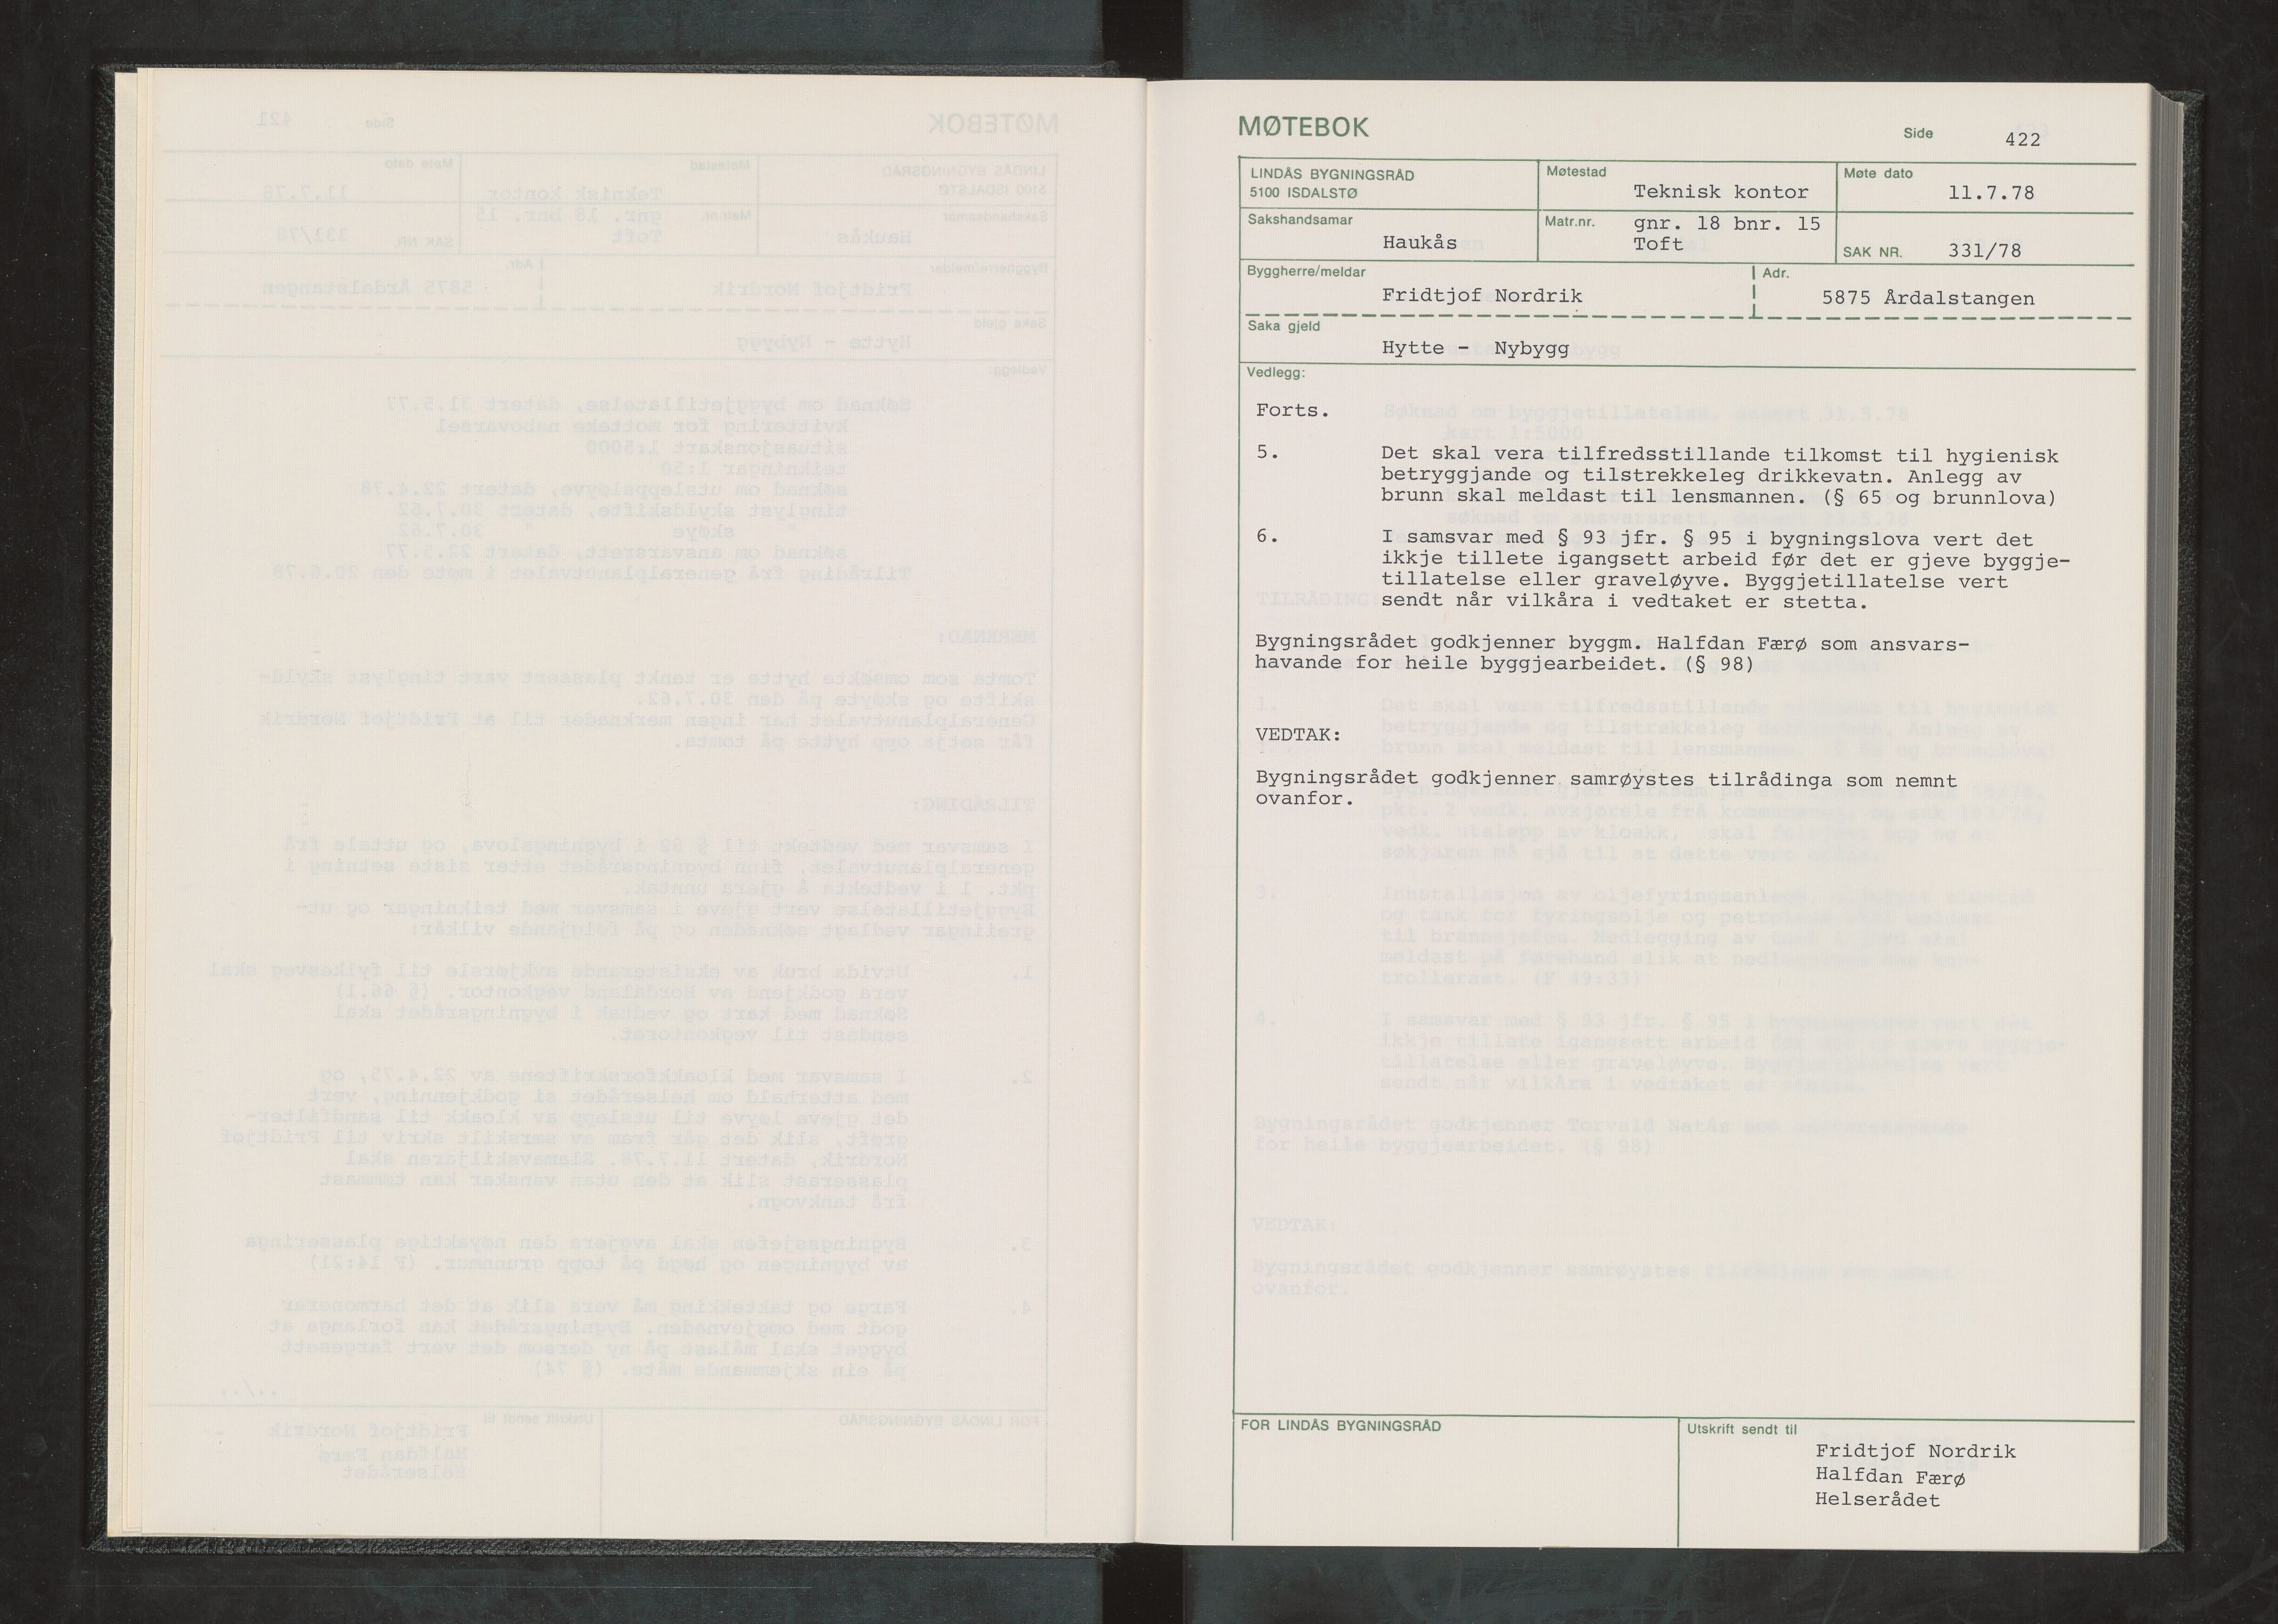 MØTEBOK
Side 422
LINDÅS BYGNINGSRÅD
5100 ISDALSTØ
Møtestad
Teknisk kontor
Møte dato
11.7.78
Sakshandsamar
Haukås
Matr.nr. gnr. 18 bnr. 15
Toft
SAK NR. 331/78
Byggherre/meldar
Fridtjof Nordrik
Adr.
5875 Årdalstangen
Saka gjeld
Hytte - Nybygg
Vedlegg:
Forts.
5. Det skal vera tilfredsstillande tilkomst til hygienisk
betryggjande og tilstrekkeleg drikkevatn. Anlegg av
brunn skal meldast til lensmannen. (§ 65 og brunnlova)
6. I samsvar med § 93 jfr. § 95 i bygningslova vert det
ikkje tillete igangsett arbeid før det er gjeve byggje-
tillatelse eller graveløyve. Byggjetillatelse vert
sendt når vilkåra i vedtaket er stetta.
Bygningsrådet godkjenner byggm. Halfdan Færø som ansvars-
havande for heile byggjearbeidet. (§ 98)
VEDTAK:
Bygningsrådet godkjenner samrøystes tilrådinga som nemnt
ovanfor.
FOR LINDÅS BYGNINGSRÅD
Utskrift sendt til
Fridtjof Nordrik
Halfdan Færø
Helserådet